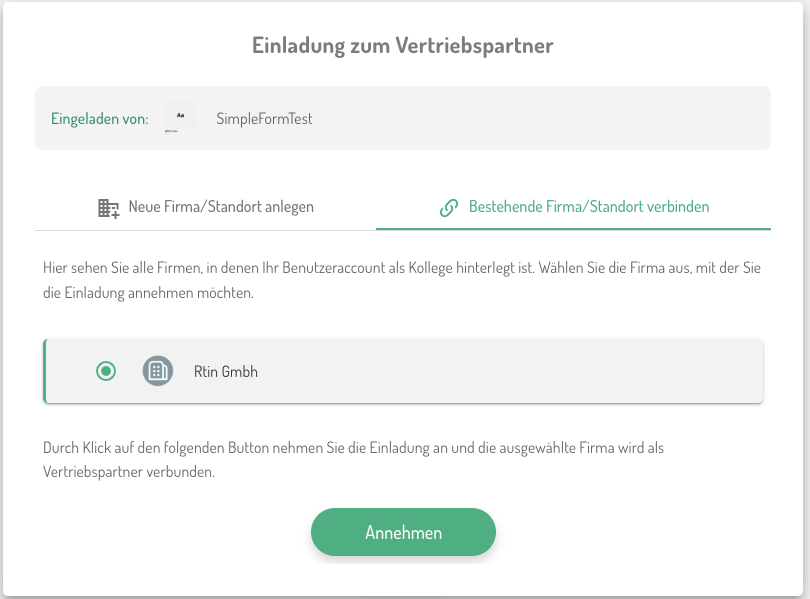 Einladung zum Vertriebspartner
Eingeladen von: Aa SimpleFormTest
Neue Firma/Standort anlegen Bestehende Firma/Standort verbinden
Hier sehen Sie alle Firmen, in denen Ihr Benutzeraccount als Kollege hinterlegt ist. Wählen Sie die Firma aus, mit der Sie
die Einladung annehmen möchten.
Rtin Gmbh
Durch Klick auf den folgenden Button nehmen Sie die Einladung an und die ausgewählte Firma wird als
Vertriebspartner verbunden.
Annehmen